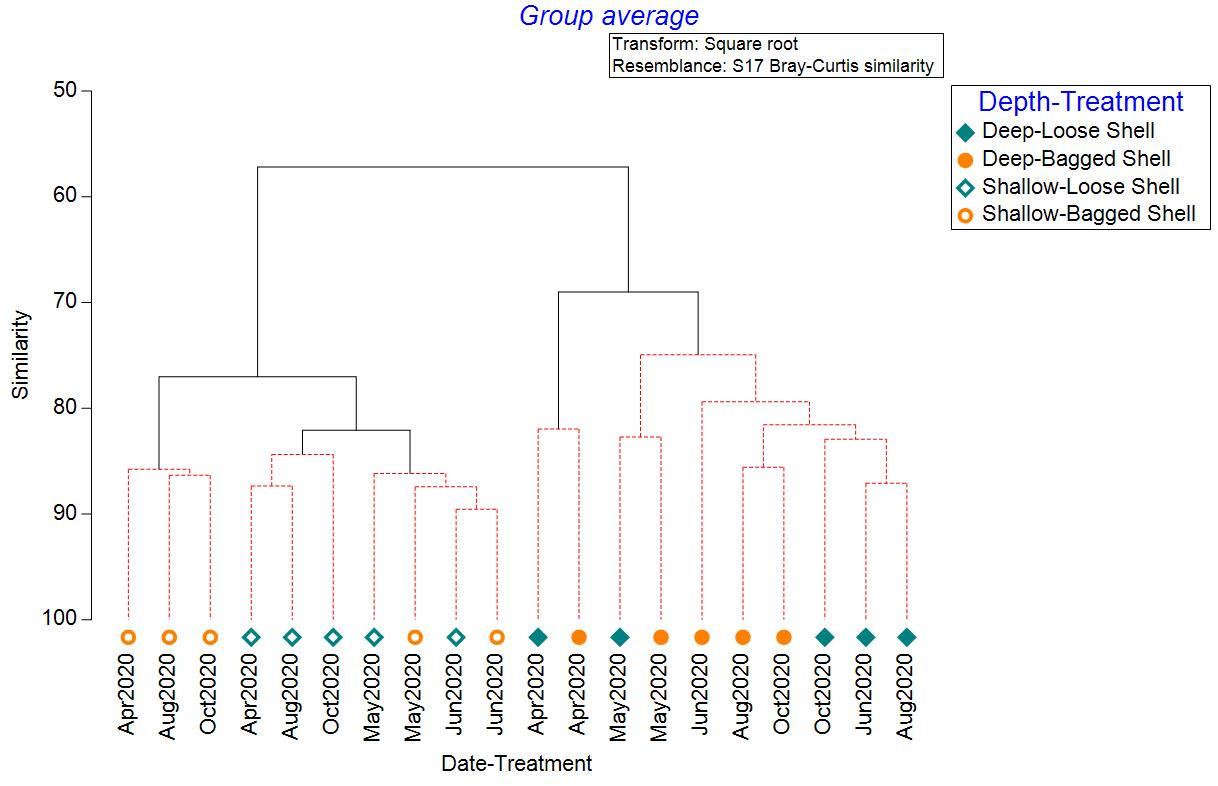 Group average
Transform: Square root
Resemblance: S17 Bray-Curtis similarity
Depth-Treatment
Deep-Loose Shell
Deep-Bagged Shell
Shallow-Loose Shell
Shallow-Bagged Shell
Similarity
50
60
70
80
90
100
Apr2020
Aug2020
Oct2020
Apr2020
Aug2020
Oct2020
May2020
May2020
Jun2020
Jun2020
Apr2020
Apr2020
May2020
May2020
Jun2020
Aug2020
Oct2020
Oct2020
Jun2020
Aug2020
Date-Treatment